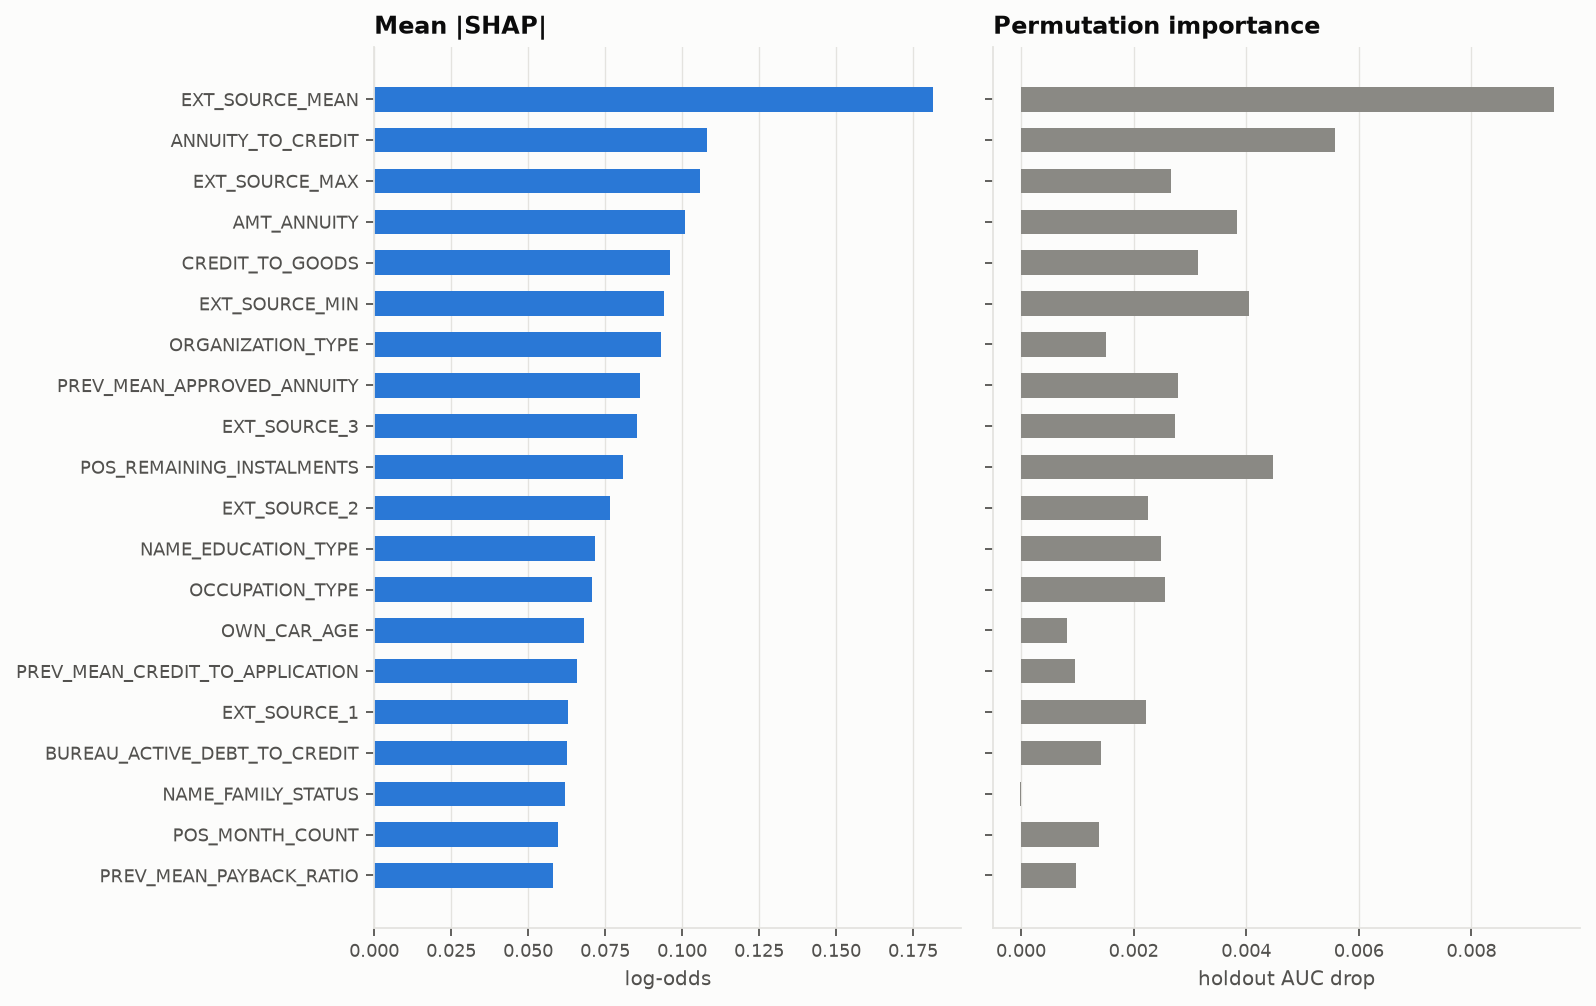 Mean |SHAP|
Permutation importance
EXT_SOURCE_MEAN
ANNUITY_TO_CREDIT
EXT_SOURCE_MAX
AMT_ANNUITY
CREDIT_TO_GOODS
EXT_SOURCE_MIN
ORGANIZATION_TYPE
PREV_MEAN_APPROVED_ANNUITY
EXT_SOURCE_3
POS_REMAINING_INSTALMENTS
EXT_SOURCE_2
NAME_EDUCATION_TYPE
OCCUPATION_TYPE
OWN_CAR_AGE
PREV_MEAN_CREDIT_TO_APPLICATION
EXT_SOURCE_1
BUREAU_ACTIVE_DEBT_TO_CREDIT
NAME_FAMILY_STATUS
POS_MONTH_COUNT
PREV_MEAN_PAYBACK_RATIO
0.000 0.025 0.050 0.075 0.100 0.125 0.150 0.175
log-odds
0.000 0.002 0.004 0.006 0.008
holdout AUC drop